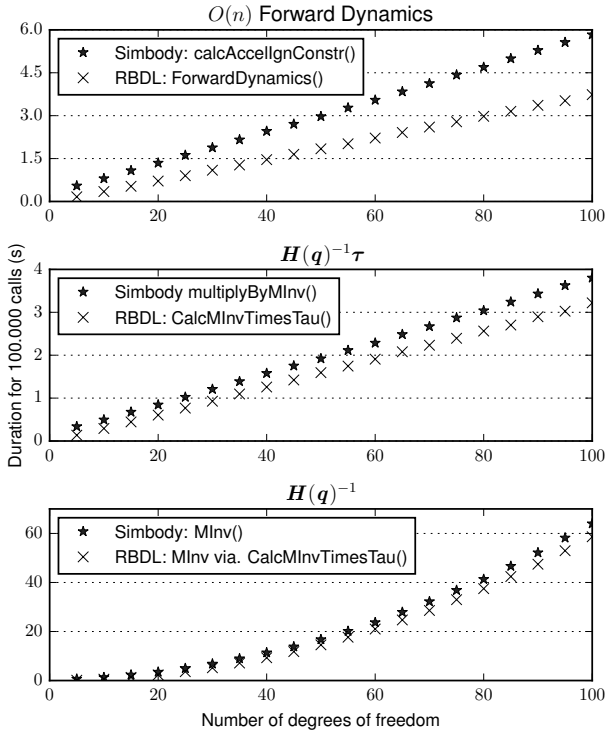 O(n) Forward Dynamics
6.0
4.5
3.0
1.5
0.0
Simbody: calcAccelIgnConstr()
RBDL: ForwardDynamics()
0 20 40 60 80 100
H(q)⁻¹τ
4
3
2
1
0
Simbody multiplyByMInv()
RBDL: CalcMInvTimesTau()
0 20 40 60 80 100
Duration for 100.000 calls (s)
H(q)⁻¹
60
40
20
0
Simbody: MInv()
RBDL: MInv via. CalcMInvTimesTau()
0 20 40 60 80 100
Number of degrees of freedom